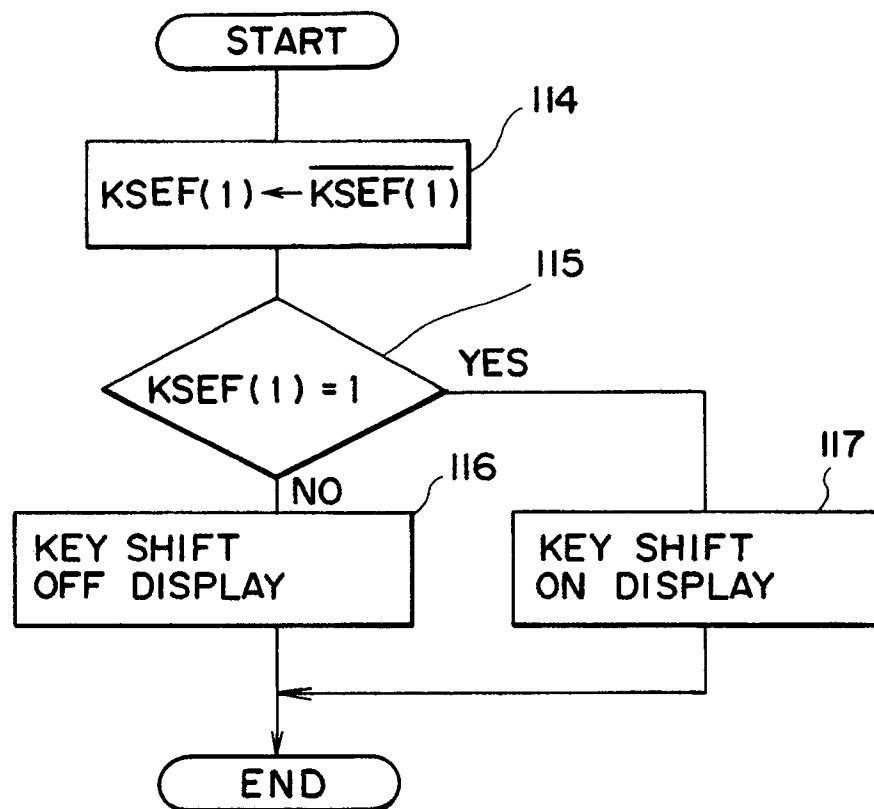 START
114
KSEF(1) ← K̅S̅E̅F̅(̅1̅)̅
115
KSEF(1) = 1
YES
NO
116
117
KEY SHIFT
OFF DISPLAY
KEY SHIFT
ON DISPLAY
END